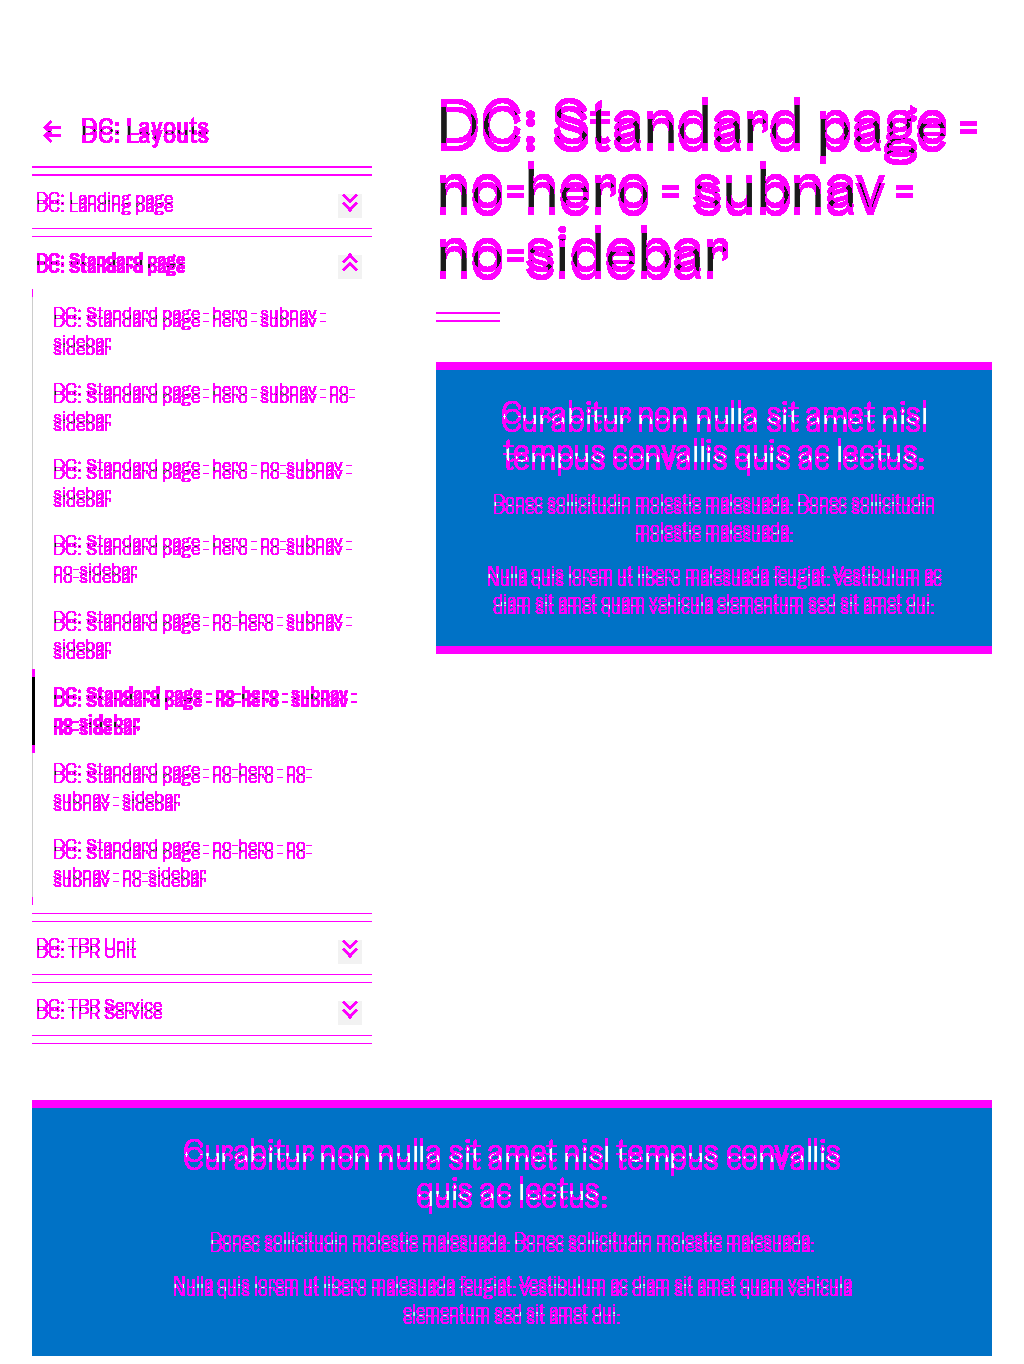 DC: Layouts
DC: Landing page
DC: Standard page
DC: Standard page - hero - subnav -
sidebar
DC: Standard page - hero - subnav - no-
sidebar
DC: Standard page - hero - no-subnav -
sidebar
DC: Standard page - hero - no-subnav -
no-sidebar
DC: Standard page - no-hero - subnav -
sidebar
DC: Standard page - no-hero - subnav -
no-sidebar
DC: Standard page - no-hero - no-
subnav - sidebar
DC: Standard page - no-hero - no-
subnav - no-sidebar
DC: TPR Unit
DC: TPR Service
DC: Standard page -
no-hero - subnav -
no-sidebar
Curabitur non nulla sit amet nisl
tempus convallis quis ac lectus.
Donec sollicitudin molestie malesuada. Donec sollicitudin
molestie malesuada.
Nulla quis lorem ut libero malesuada feugiat. Vestibulum ac
diam sit amet quam vehicula elementum sed sit amet dui.
Curabitur non nulla sit amet nisl tempus convallis
quis ac lectus.
Donec sollicitudin molestie malesuada. Donec sollicitudin molestie malesuada.
Nulla quis lorem ut libero malesuada feugiat. Vestibulum ac diam sit amet quam vehicula
elementum sed sit amet dui.